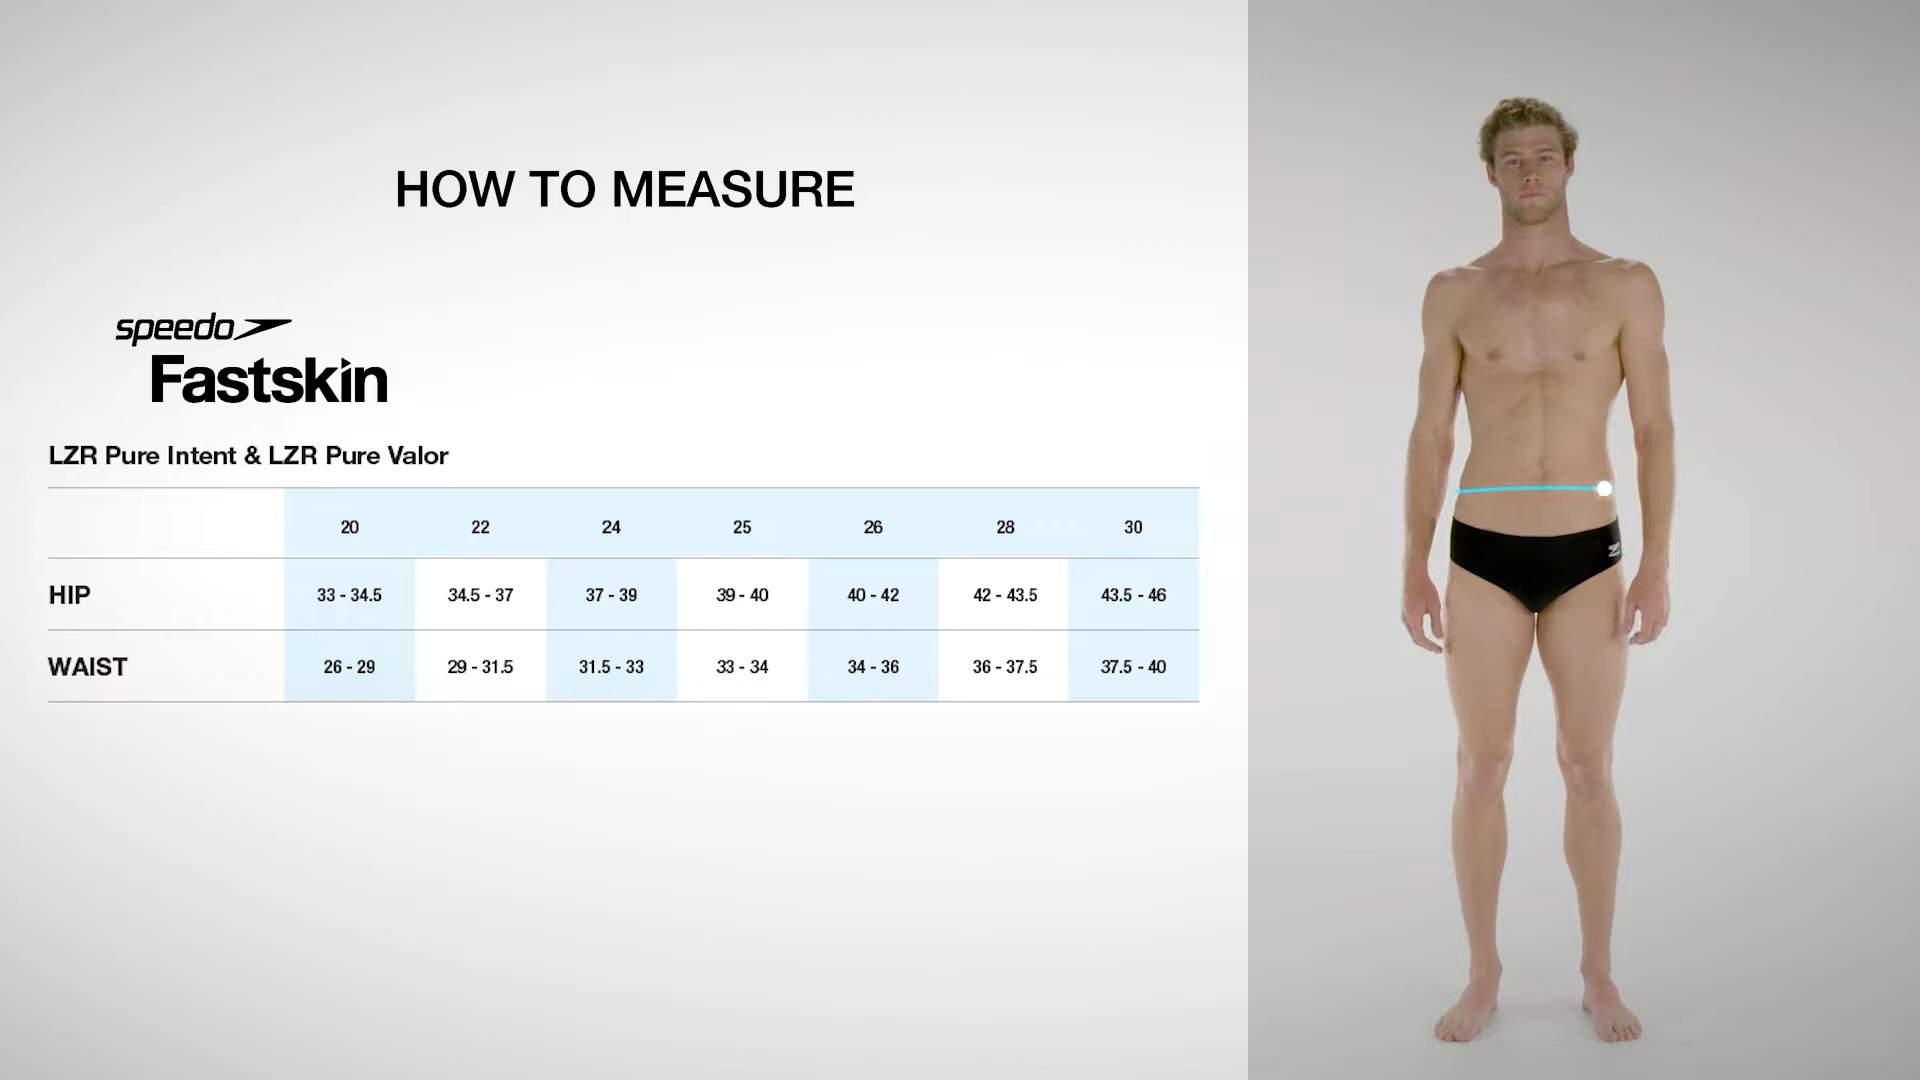 HOW TO MEASURE
speedo
Fastskin
LZR Pure Intent & LZR Pure Valor
20 22 24 25 26 28 30
HIP 33 - 34.5 34.5 - 37 37 - 39 39 - 40 40 - 42 42 - 43.5 43.5 - 46
WAIST 26 - 29 29 - 31.5 31.5 - 33 33 - 34 34 - 36 36 - 37.5 37.5 - 40